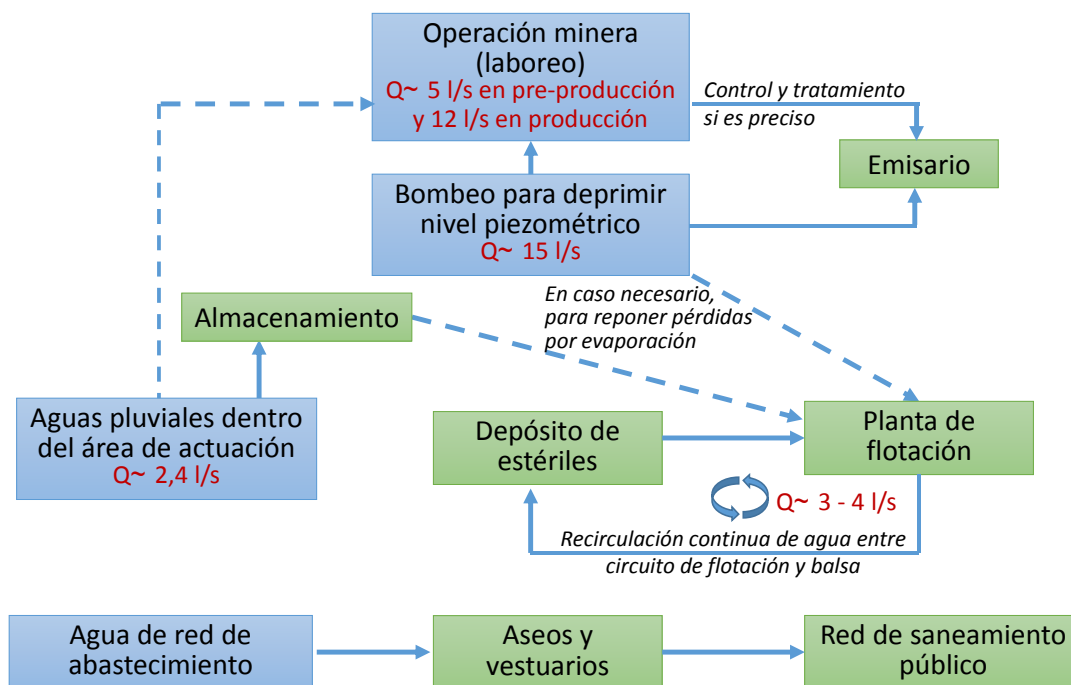 Operación minera
(laboreo)
Q~ 5 l/s en pre-producción
y 12 l/s en producción
Control y tratamiento
si es preciso
Emisario
Bombeo para deprimir
nivel piezométrico
Q~ 15 l/s
En caso necesario,
para reponer pérdidas
por evaporación
Almacenamiento
Aguas pluviales dentro
del área de actuación
Q~ 2,4 l/s
Depósito de
estériles
Planta de
flotación
Q~ 3 - 4 l/s
Recirculación continua de agua entre
circuito de flotación y balsa
Agua de red de
abastecimiento
Aseos y
vestuarios
Red de saneamiento
público